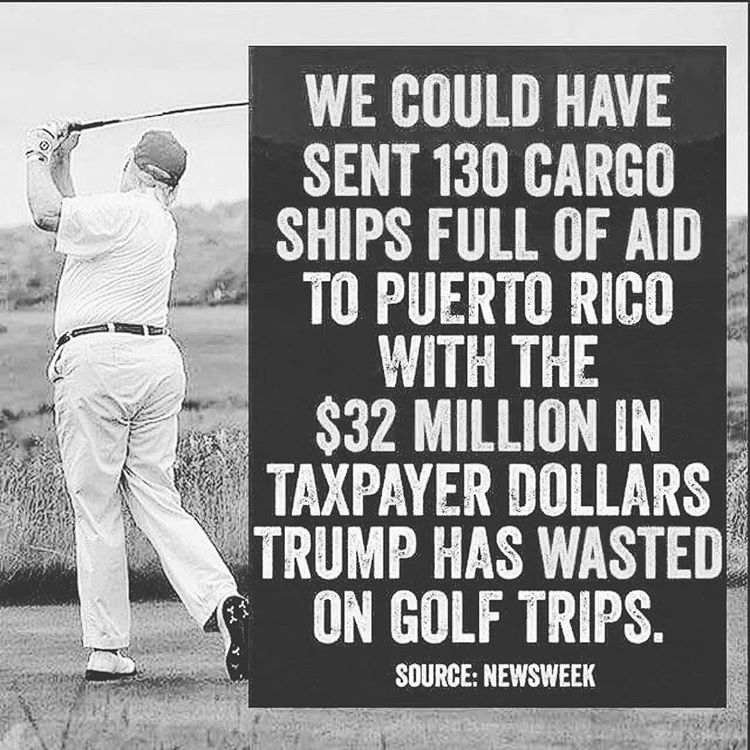 WE COULD HAVE
SENT 130 CARGO
SHIPS FULL OF AID
TO PUERTO RICO
WITH THE
$32 MILLION IN
TAXPAYER DOLLARS
TRUMP HAS WASTED
ON GOLF TRIPS.
SOURCE: NEWSWEEK